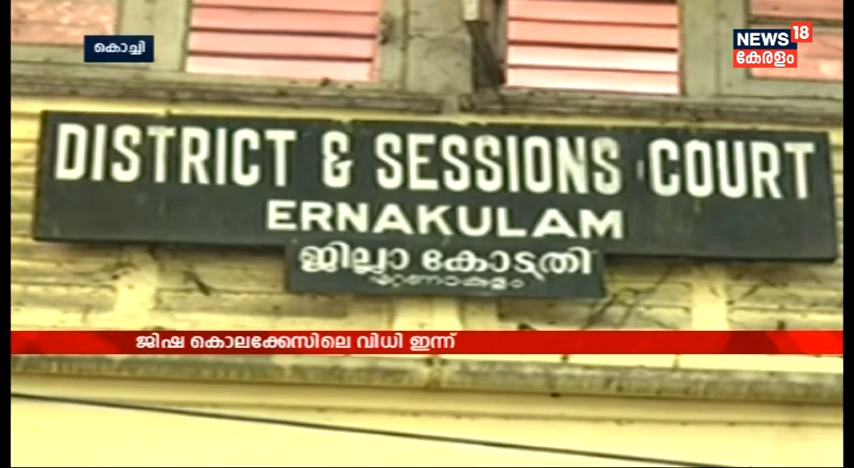 കൊച്ചി
NEWS 18
കേരളം
DISTRICT & SESSIONS COURT
ERNAKULAM
ജില്ലാ കോടതി
എറണാകുളം
ജിഷ കൊലക്കേസിലെ വിധി ഇന്ന്